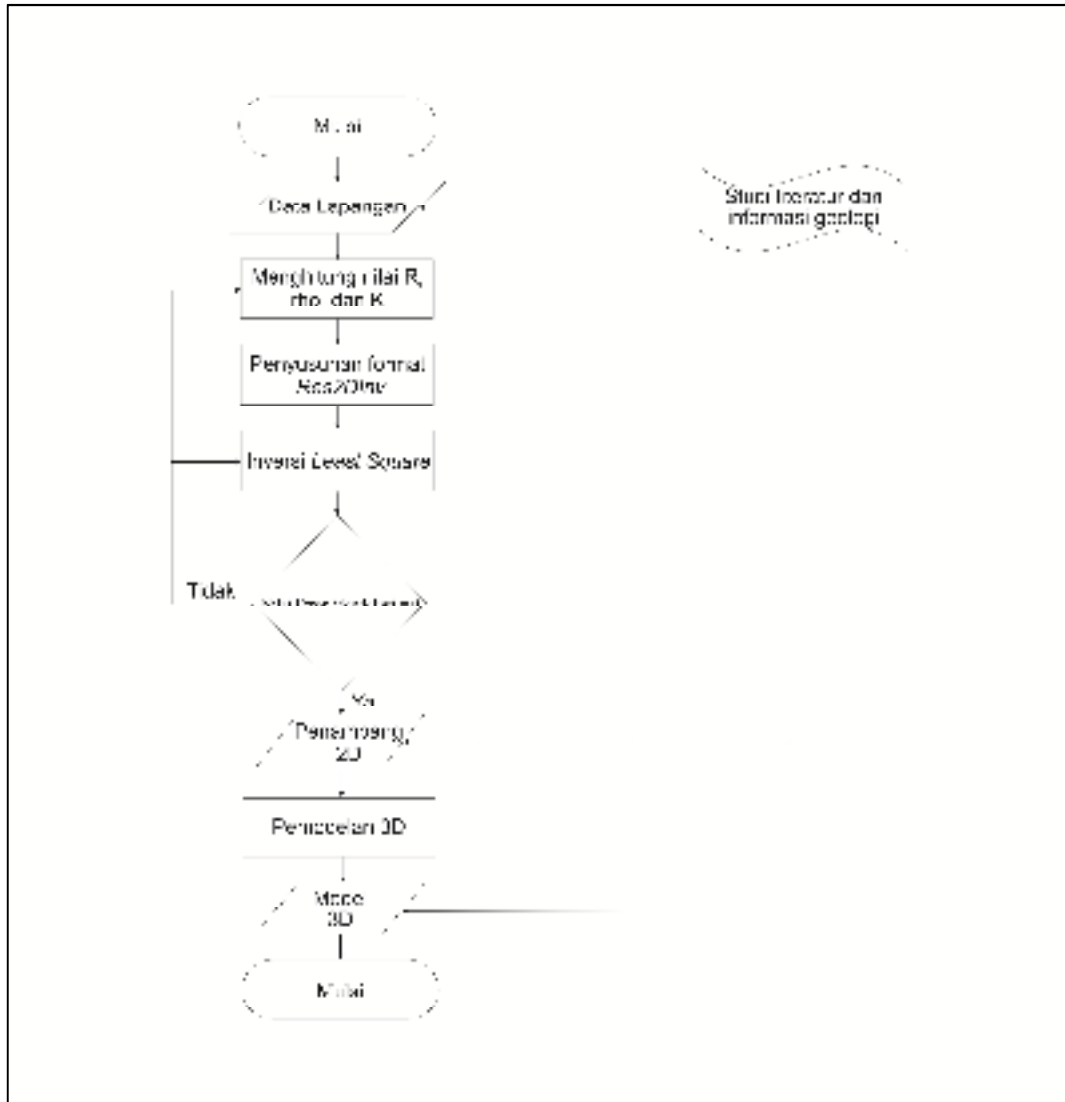 Mulai
Data Lapangan
Studi literatur dan
informasi geologi
Menghitung nilai R,
rho, dan K
Penyusunan format
Res2Dinv
Inversi Least Square
Tidak
Ya
Penampang
2D
Pemodelan 3D
Model
3D
Mulai